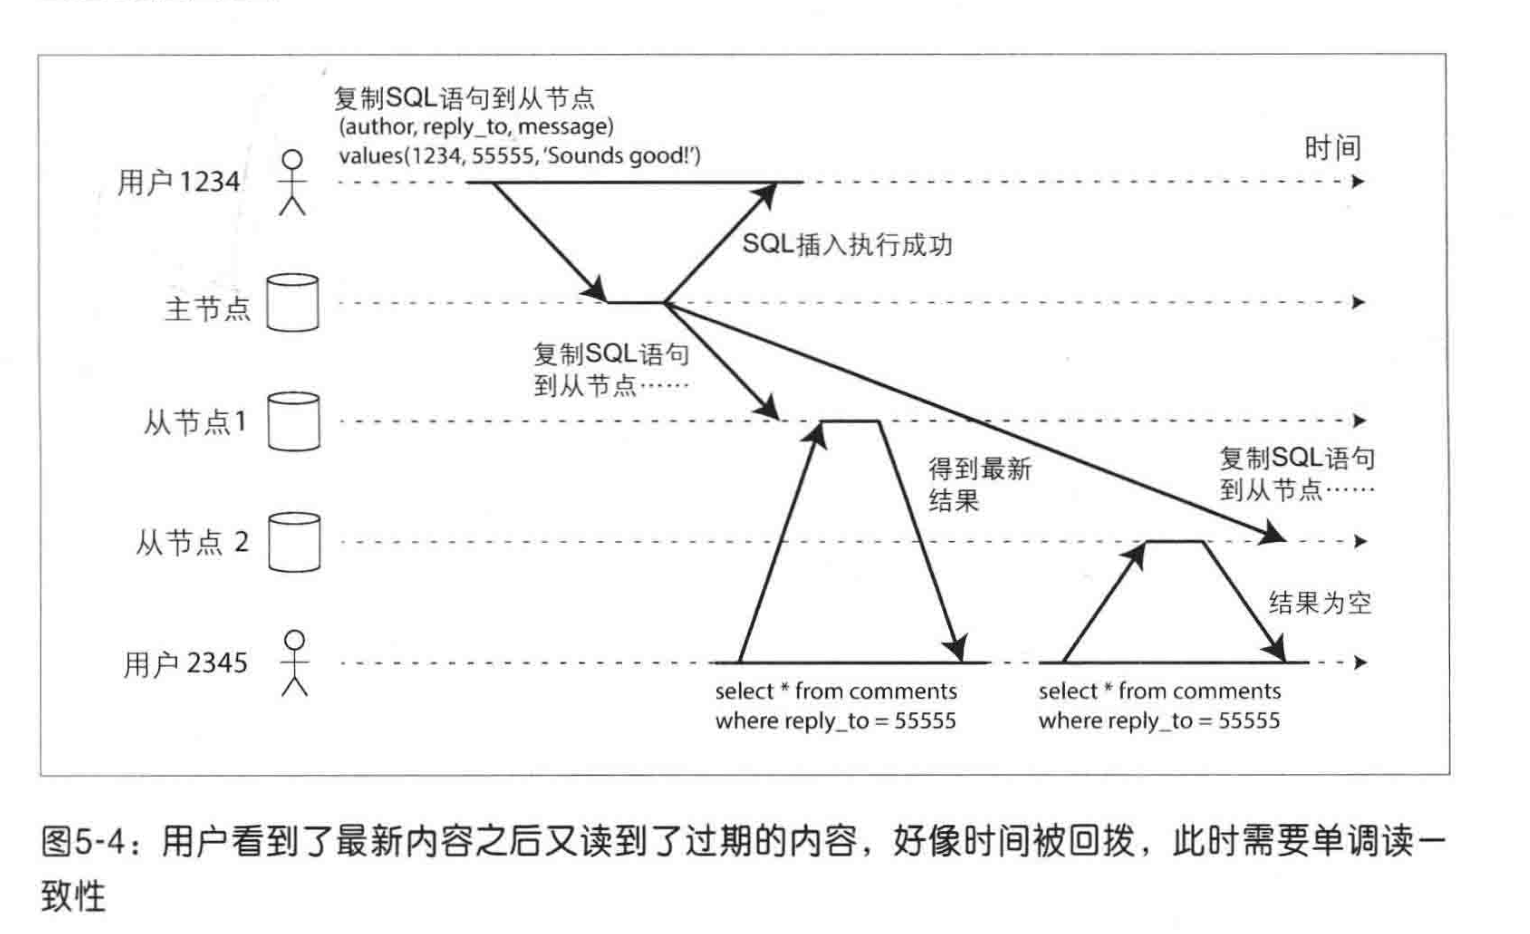 复制SQL语句到从节点
(author, reply_to, message)
values(1234, 55555, 'Sounds good!')
时间
用户 1234
SQL插入执行成功
主节点
复制SQL语句
到从节点……
从节点1
得到最新
结果
复制SQL语句
到从节点……
从节点 2
结果为空
用户 2345
select * from comments
where reply_to = 55555
select * from comments
where reply_to = 55555
图5-4：用户看到了最新内容之后又读到了过期的内容，好像时间被回拨，此时需要单调读一
致性